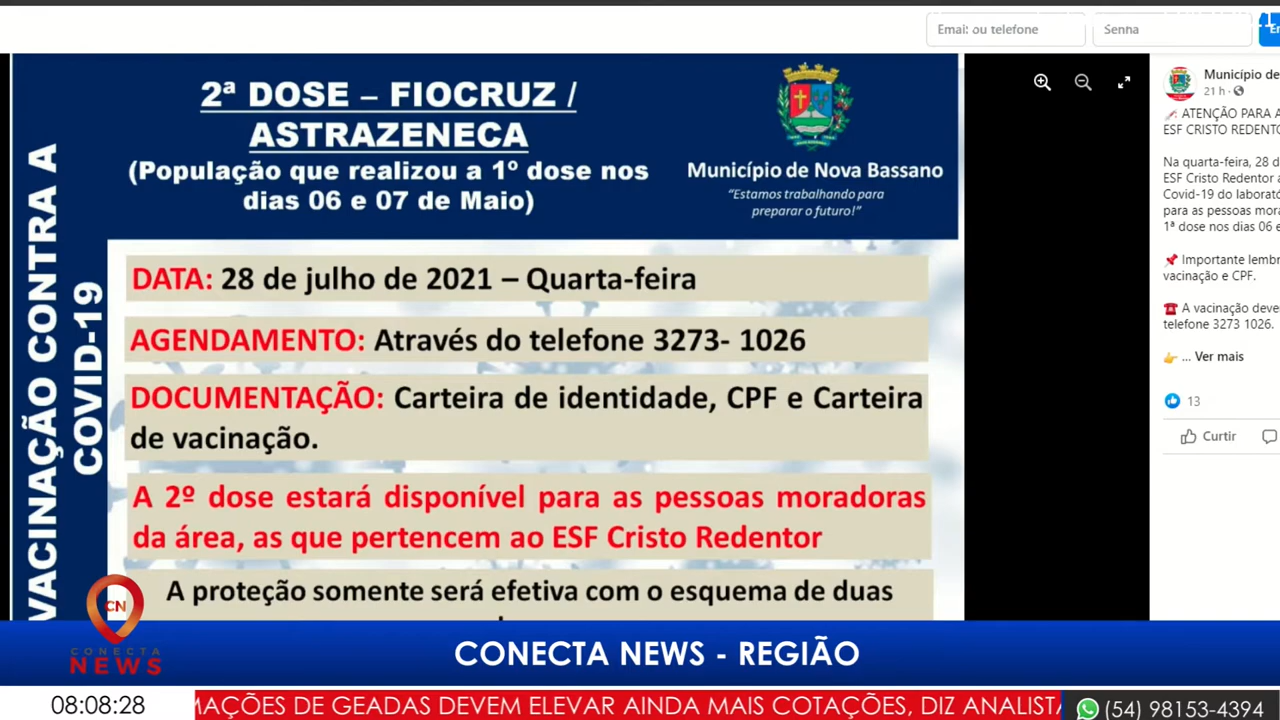 Email ou telefone
Senha
VACINAÇÃO CONTRA A
COVID-19
2ª DOSE – FIOCRUZ /
ASTRAZENECA
(População que realizou a 1º dose nos
dias 06 e 07 de Maio)
Município de Nova Bassano
“Estamos trabalhando para
preparar o futuro!”
DATA: 28 de julho de 2021 – Quarta-feira
AGENDAMENTO: Através do telefone 3273- 1026
DOCUMENTAÇÃO: Carteira de identidade, CPF e Carteira
de vacinação.
A 2º dose estará disponível para as pessoas moradoras
da área, as que pertencem ao ESF Cristo Redentor
A proteção somente será efetiva com o esquema de duas
Município de
21 h ·
ATENÇÃO PARA A
ESF CRISTO REDENTO
Na quarta-feira, 28 d
ESF Cristo Redentor a
Covid-19 do laborató
para as pessoas mora
1ª dose nos dias 06 e
Importante lembr
vacinação e CPF.
A vacinação deve
telefone 3273 1026.
... Ver mais
13
Curtir
CN
CONECTA
NEWS
CONECTA NEWS - REGIÃO
08:08:28
MAÇÕES DE GEADAS DEVEM ELEVAR AINDA MAIS COTAÇÕES, DIZ ANALISTA
(54) 98153-4394